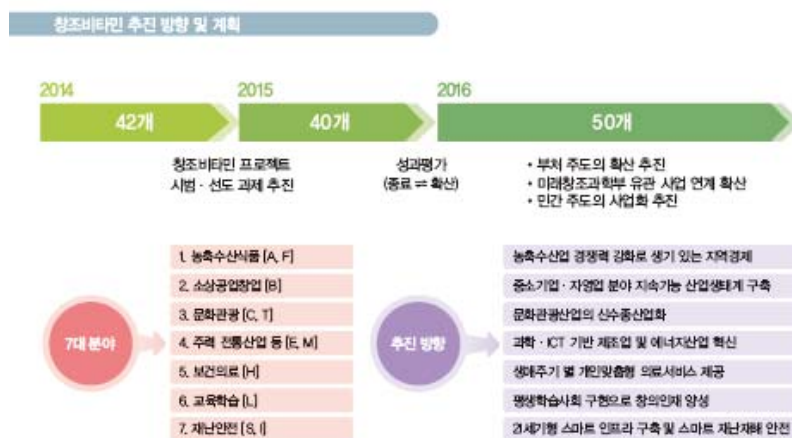 창조비타민 추진 방향 및 계획
2014
2015
2016
42개
40개
50개
창조비타민 프로젝트
시범 · 선도 과제 추진
성과평가
(종료 ⇌ 확산)
• 부처 주도의 확산 추진
• 미래창조과학부 유관 사업 연계 확산
• 민간 주도의 사업화 추진
7대 분야
1. 농축수산식품 [A, F]
2. 소상공업창업 [B]
3. 문화관광 [C, T]
4. 주력 전통산업 등 [E, M]
5. 보건의료 [H]
6. 교육학습 [L]
7. 재난안전 [S, I]
추진 방향
농축수산업 경쟁력 강화로 생기 있는 지역경제
중소기업 · 자영업 분야 지속가능 산업생태계 구축
문화관광산업의 신수종산업화
과학 · ICT 기반 제조업 및 에너지산업 혁신
생애주기 별 개인맞춤형 의료서비스 제공
평생학습사회 구현으로 창의인재 양성
21세기형 스마트 인프라 구축 및 스마트 재난재해 안전